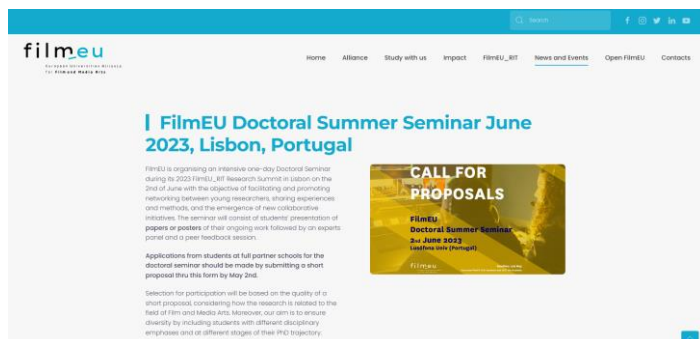 Search
filmeu
European Universities Alliance
for Film and Media Arts
Home Alliance Study with us Impact FilmEU_RIT News and Events Open FilmEU Contacts
FilmEU Doctoral Summer Seminar June
2023, Lisbon, Portugal
FilmEU is organising an intensive one-day Doctoral Seminar
during its 2023 FilmEU_RIT Research Summit in Lisbon on the
2nd of June with the objective of facilitating and promoting
networking between young researchers, sharing experiences
and methods, and the emergence of new collaborative
initiatives. The seminar will consist of students' presentation of
papers or posters of their ongoing work followed by an experts
panel and a peer feedback session.
Applications from students at full partner schools for the
doctoral seminar should be made by submitting a short
proposal thru this form by May 2nd.
Selection for participation will be based on the quality of a
short proposal, considering how the research is related to the
field of Film and Media Arts. Moreover, our aim is to ensure
diversity by including students with different disciplinary
emphases and at different stages of their PhD trajectory.
CALL FOR
PROPOSALS
FilmEU
Doctoral Summer Seminar
2nd June 2023
Lusófona Univ (Portugal)
filmeu